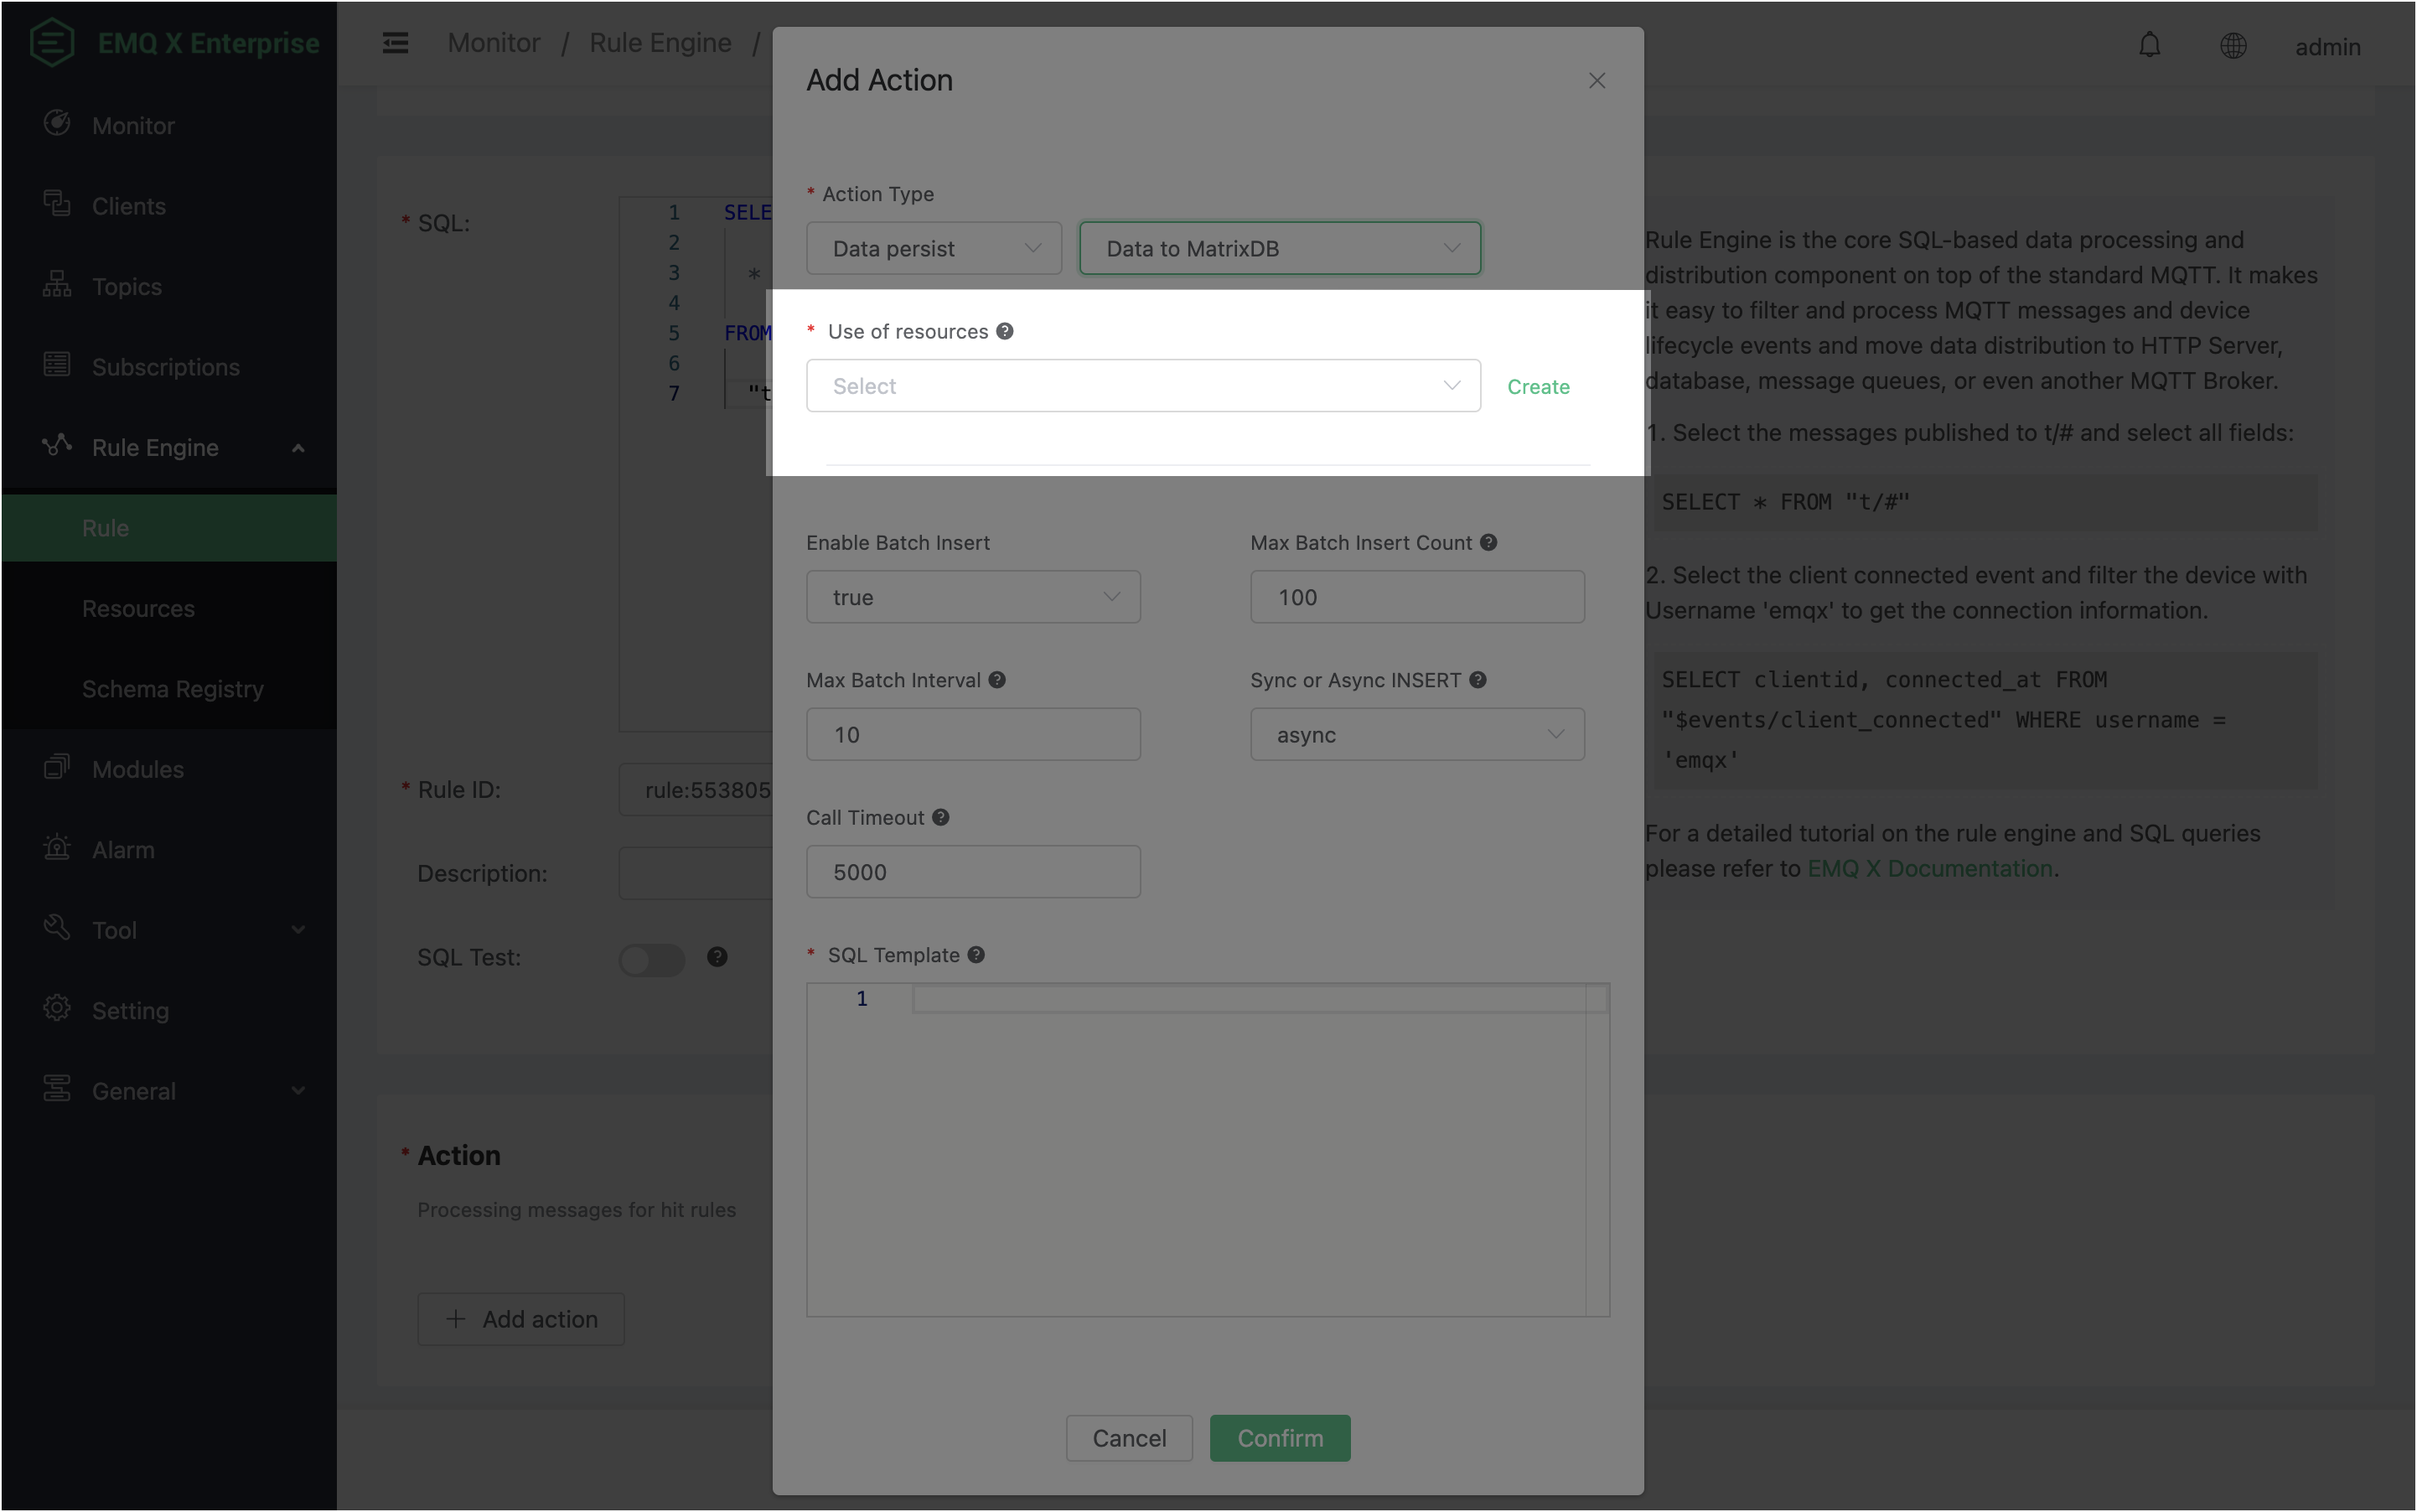 EMQ X Enterprise
Monitor / Rule Engine /
admin
Monitor
Clients
Topics
Subscriptions
Rule Engine
Rule
Resources
Schema Registry
Modules
Alarm
Tool
Setting
General
* SQL:
1 SELE
2
3 *
4
5 FROM
6
7 "t
* Rule ID: rule:553805
Description:
SQL Test:
* Action
Processing messages for hit rules
+ Add action
Add Action
* Action Type
Data persist
Data to MatrixDB
* Use of resources
Select
Create
Enable Batch Insert
true
Max Batch Insert Count
100
Max Batch Interval
10
Sync or Async INSERT
async
Call Timeout
5000
* SQL Template
1
Cancel
Confirm
Rule Engine is the core SQL-based data processing and
distribution component on top of the standard MQTT. It makes
it easy to filter and process MQTT messages and device
lifecycle events and move data distribution to HTTP Server,
database, message queues, or even another MQTT Broker.
1. Select the messages published to t/# and select all fields:
SELECT * FROM "t/#"
2. Select the client connected event and filter the device with
Username 'emqx' to get the connection information.
SELECT clientid, connected_at FROM
"$events/client_connected" WHERE username =
'emqx'
For a detailed tutorial on the rule engine and SQL queries
please refer to EMQ X Documentation.